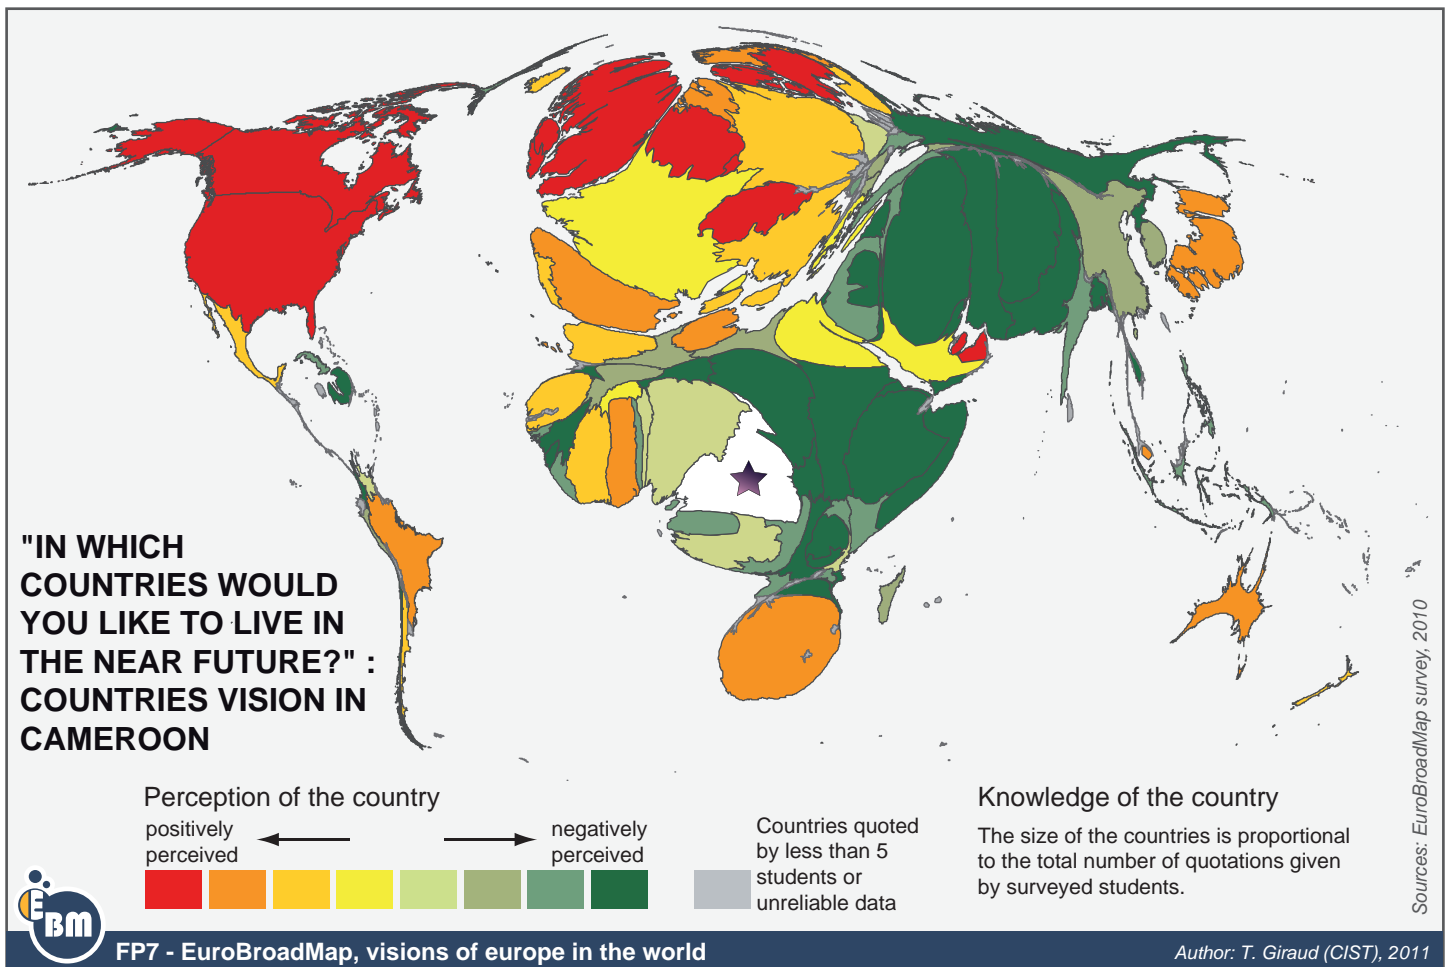 "IN WHICH
COUNTRIES WOULD
YOU LIKE TO LIVE IN
THE NEAR FUTURE?" :
COUNTRIES VISION IN
CAMEROON
Perception of the country
positively
perceived
negatively
perceived
Countries quoted
by less than 5
students or
unreliable data
Knowledge of the country
The size of the countries is proportional
to the total number of quotations given
by surveyed students.
Sources: EuroBroadMap survey, 2010
EBM
FP7 - EuroBroadMap, visions of europe in the world
Author: T. Giraud (CIST), 2011